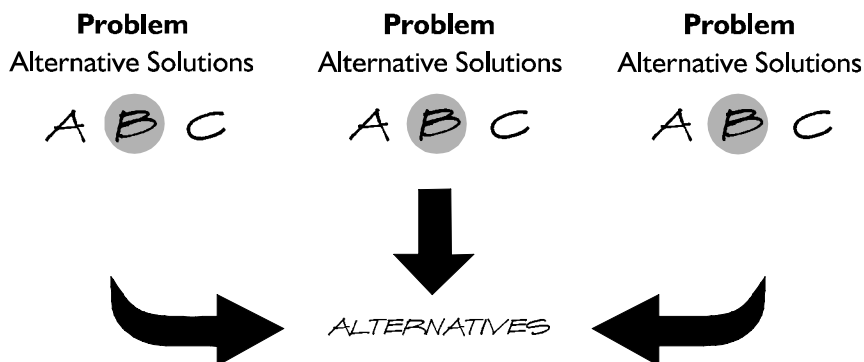 Problem Problem Problem
Alternative Solutions Alternative Solutions Alternative Solutions
A B C A B C A B C
ALTERNATIVES